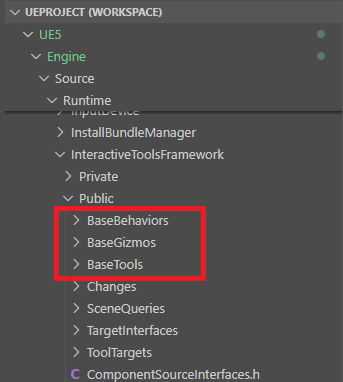 UEPROJECT (WORKSPACE)
UE5
Engine
Source
Runtime
InputDevice
InstallBundleManager
InteractiveToolsFramework
Private
Public
BaseBehaviors
BaseGizmos
BaseTools
Changes
SceneQueries
TargetInterfaces
ToolTargets
C ComponentSourceInterfaces.h